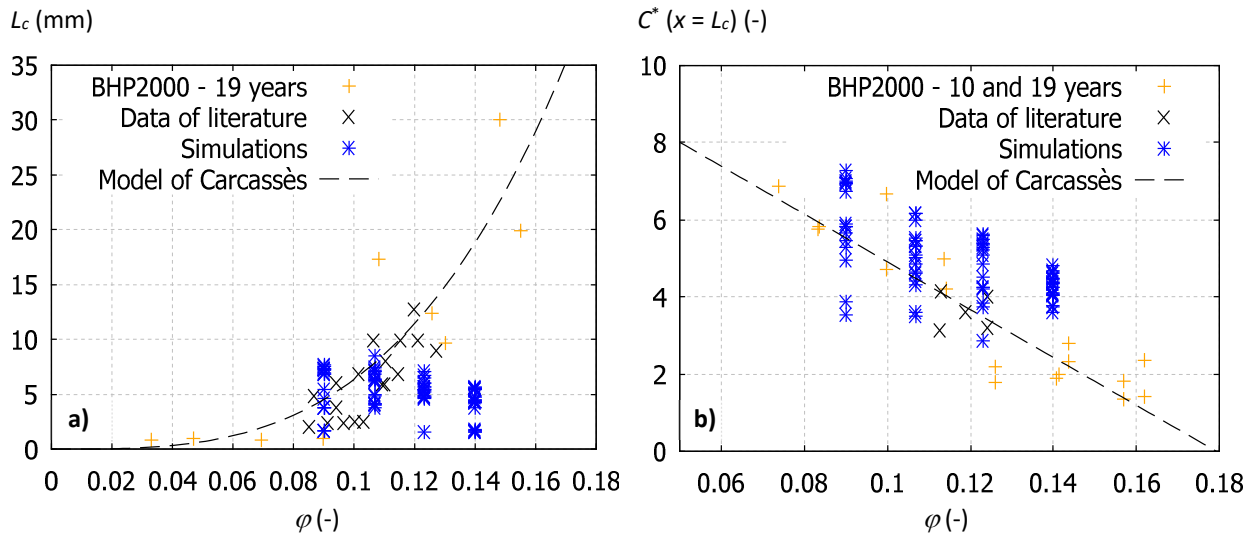 L_c (mm)
35
30
25
20
15
10
5
0
BHP2000 - 19 years
Data of literature
Simulations
Model of Carcassès
a)
0 0.02 0.04 0.06 0.08 0.1 0.12 0.14 0.16 0.18
φ (-)
C* (x = L_c) (-)
10
8
6
4
2
0
BHP2000 - 10 and 19 years
Data of literature
Simulations
Model of Carcassès
b)
0.06 0.08 0.1 0.12 0.14 0.16 0.18
φ (-)